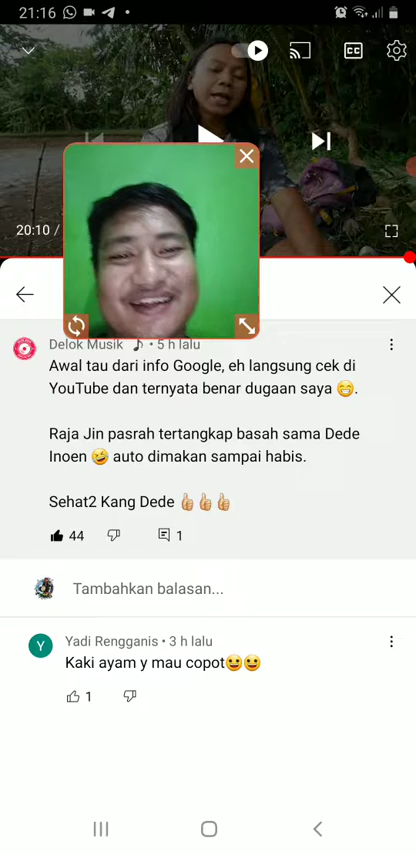 21:16
CC
20:10 /
Delok Musik 🎵 • 5 h lalu
Awal tau dari info Google, eh langsung cek di
YouTube dan ternyata benar dugaan saya 😁.
Raja Jin pasrah tertangkap basah sama Dede
Inoen 🤣 auto dimakan sampai habis.
Sehat2 Kang Dede 👍🏼👍🏼👍🏼
44
1
Tambahkan balasan...
Y
Yadi Rengganis • 3 h lalu
Kaki ayam y mau copot😀😀
1